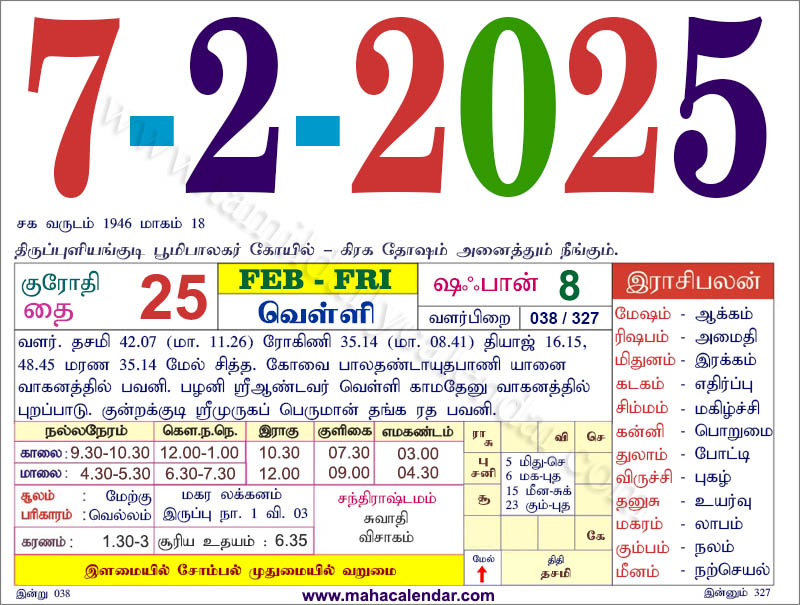 7-2-2025
சக வருடம் 1946 மாகம் 18
திருப்புளியங்குடி பூமிபாலகர் கோயில் – கிரக தோஷம் அனைத்தும் நீங்கும்.
குரோதி
தை
25
FEB - FRI
வெள்ளி
ஷஃபான் 8
வளர்பிறை 038 / 327
வளர். தசமி 42.07 (மா. 11.26) ரோகிணி 35.14 (மா. 08.41) தியாஜ் 16.15,
48.45 மரண 35.14 மேல் சித்த. கோவை பாலதண்டாயுதபாணி யானை
வாகனத்தில் பவனி. பழனி ஸ்ரீஆண்டவர் வெள்ளி காமதேனு வாகனத்தில்
புறப்பாடு. குன்றக்குடி ஸ்ரீமுருகப் பெருமான் தங்க ரத பவனி.
இராசிபலன்
மேஷம் - ஆக்கம்
ரிஷபம் - அமைதி
மிதுனம் - இரக்கம்
கடகம் - எதிர்ப்பு
சிம்மம் - மகிழ்ச்சி
கன்னி - பொறுமை
துலாம் - போட்டி
விருச்சி - புகழ்
தனுசு - உயர்வு
மகரம் - லாபம்
கும்பம் - நலம்
மீனம் - நற்செயல்
நல்லநேரம் கௌ.ந.நெ. இராகு குளிகை எமகண்டம்
காலை: 9.30-10.30 12.00-1.00 10.30 07.30 03.00
மாலை: 4.30-5.30 6.30-7.30 12.00 09.00 04.30
சூலம் : மேற்கு
பரிகாரம் : வெல்லம்
மகர லக்கனம்
இருப்பு நா. 1 வி. 03
சந்திராஷ்டமம்
சுவாதி
விசாகம்
கரணம் : 1.30-3 சூரிய உதயம் : 6.35
இளமையில் சோம்பல் முதுமையில் வறுமை
ரா
சு
வி
செ
பு
சனி
சூ
கே
5 மிது-செ
6 மக-புத
15 மீன-சுக்
23 கும்-புத
மேல்
திதி
தசமி
இன்று 038
www.mahacalendar.com
இன்னும் 327
www.tamildailycalendar.com